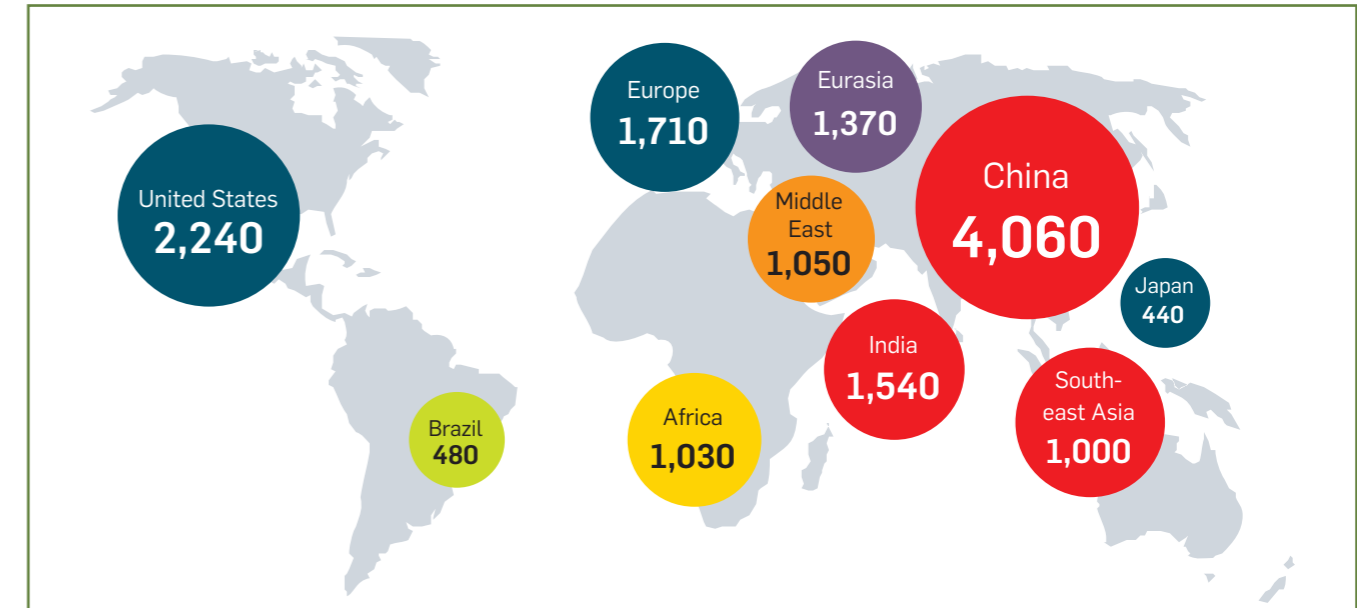 United States
2,240
Brazil
480
Europe
1,710
Eurasia
1,370
Middle
East
1,050
Africa
1,030
India
1,540
China
4,060
Japan
440
South-
east Asia
1,000